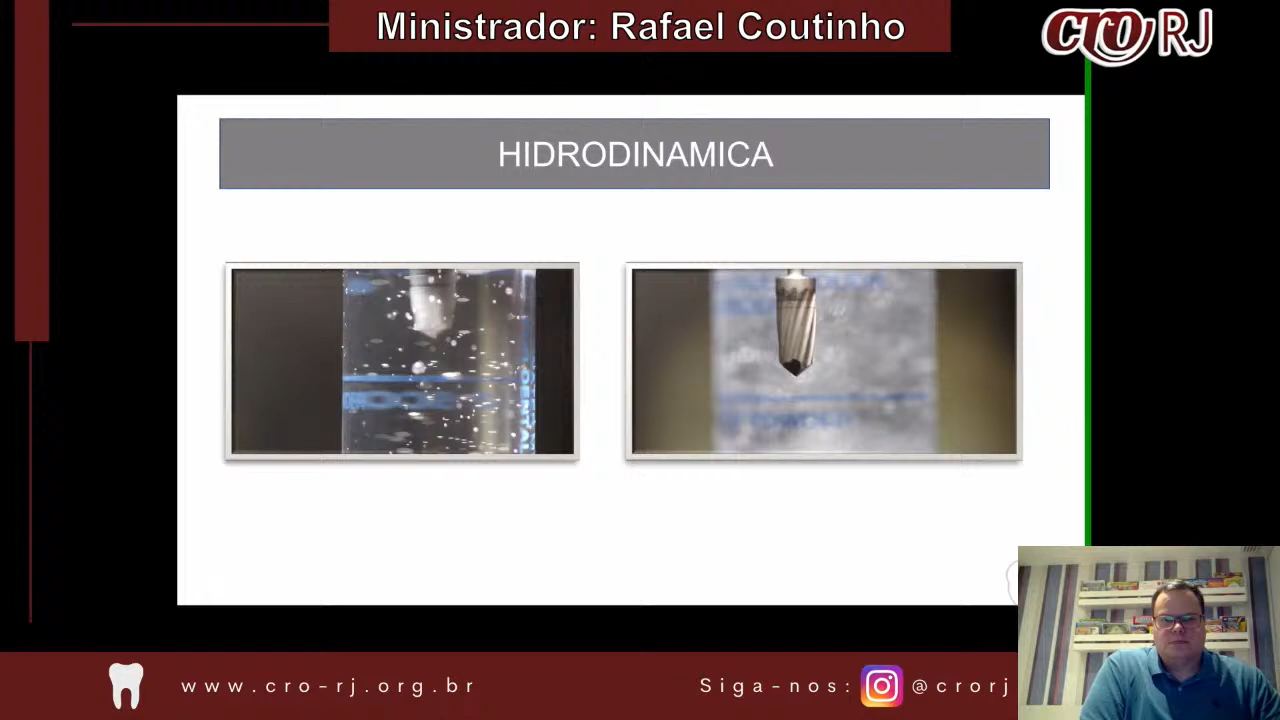 Ministrador: Rafael Coutinho
CRO RJ
HIDRODINAMICA
www.cro-rj.org.br
Siga-nos:
@crorj